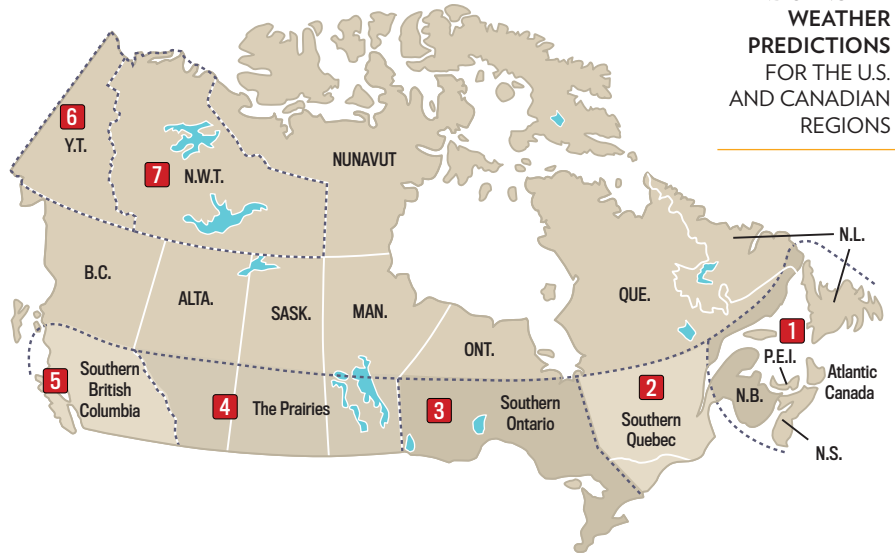 WEATHER
PREDICTIONS
FOR THE U.S.
AND CANADIAN
REGIONS
6
Y.T.
7
N.W.T.
NUNAVUT
N.L.
B.C.
ALTA.
SASK.
MAN.
ONT.
QUE.
1
P.E.I.
Atlantic
Canada
N.B.
N.S.
5
Southern
British
Columbia
4
The Prairies
3
Southern
Ontario
2
Southern
Quebec